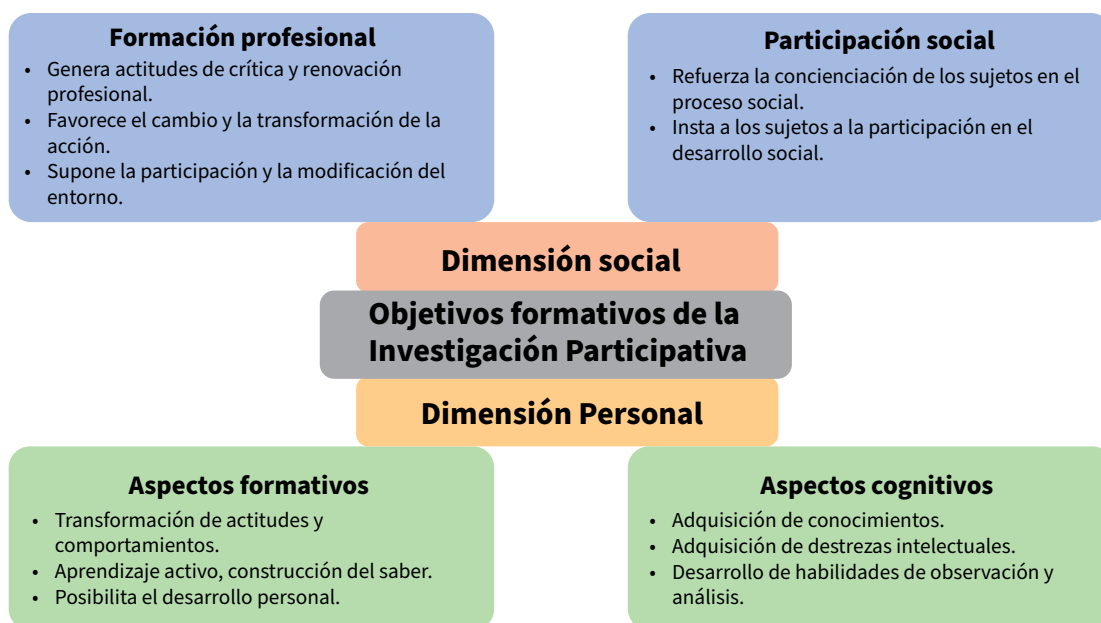 Formación profesional
• Genera actitudes de crítica y renovación
profesional.
• Favorece el cambio y la transformación de la
acción.
• Supone la participación y la modificación del
entorno.
Participación social
• Refuerza la concienciación de los sujetos en el
proceso social.
• Insta a los sujetos a la participación en el
desarrollo social.
Dimensión social
Objetivos formativos de la
Investigación Participativa
Dimensión Personal
Aspectos formativos
• Transformación de actitudes y
comportamientos.
• Aprendizaje activo, construcción del saber.
• Posibilita el desarrollo personal.
Aspectos cognitivos
• Adquisición de conocimientos.
• Adquisición de destrezas intelectuales.
• Desarrollo de habilidades de observación y
análisis.